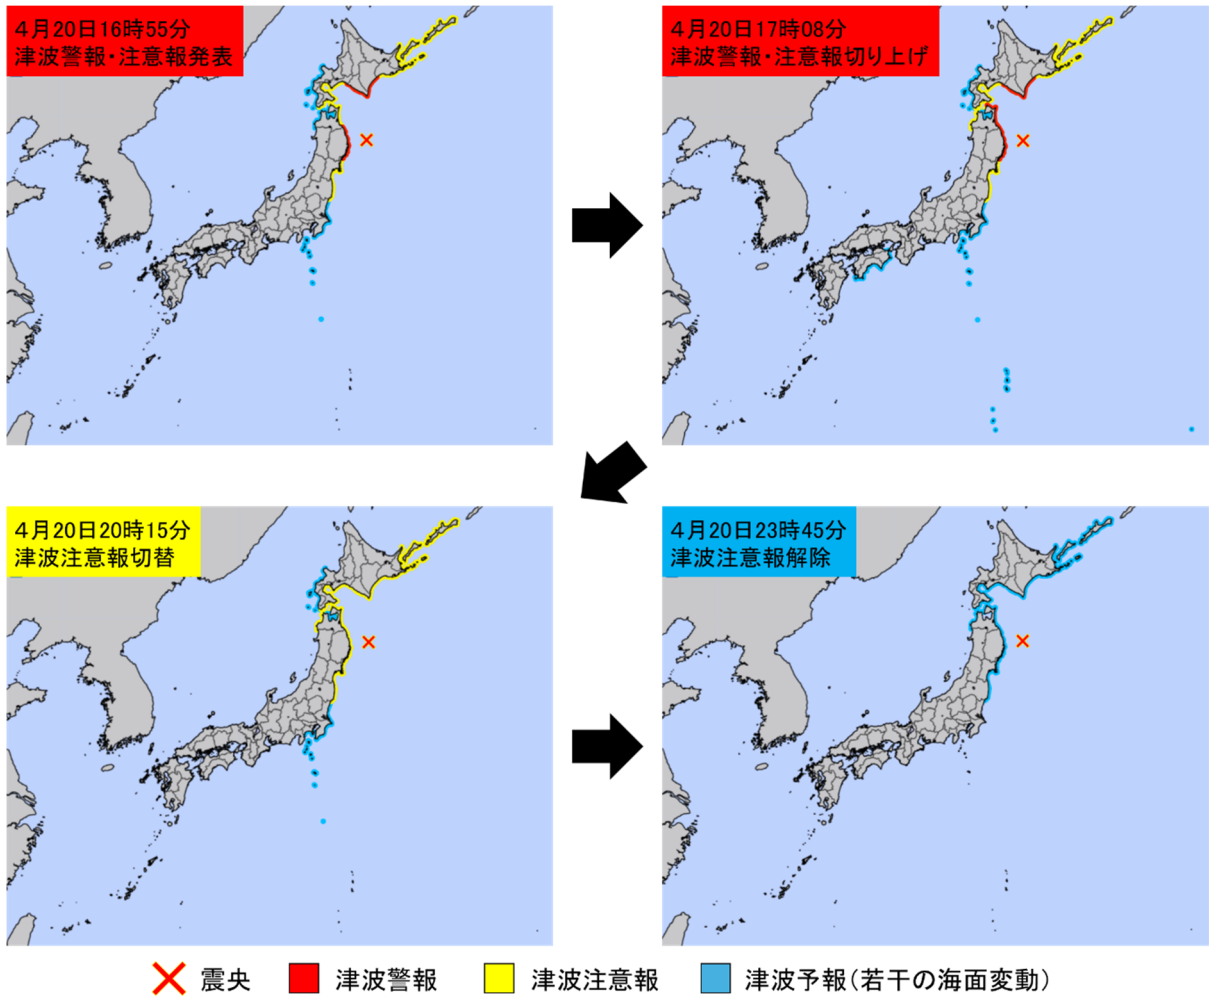 ４月20日16時55分
津波警報・注意報発表
４月20日17時08分
津波警報・注意報切り上げ
４月20日20時15分
津波注意報切替
４月20日23時45分
津波注意報解除
震央
津波警報
津波注意報
津波予報（若干の海面変動）